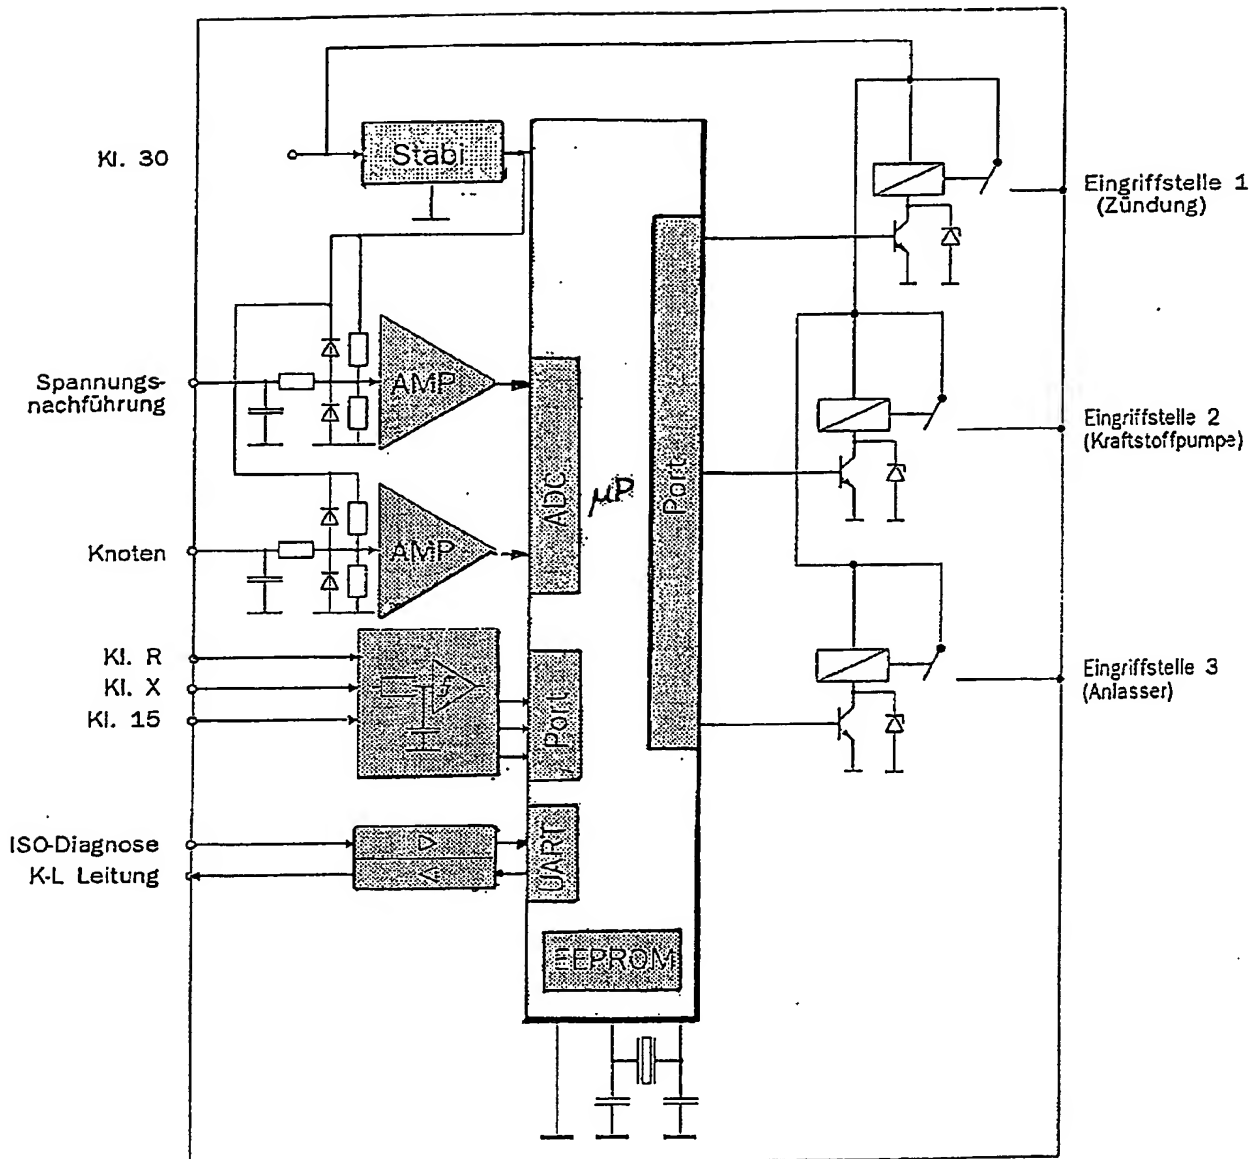 Kl. 30
Stabi
Eingriffstelle 1
(Zündung)
Spannungs-
nachführung
AMP
ADC
µP
Port
Eingriffstelle 2
(Kraftstoffpumpe)
Knoten
AMP
Kl. R
Kl. X
Kl. 15
Port
Eingriffstelle 3
(Anlasser)
ISO-Diagnose
K-L Leitung
UART
EEPROM